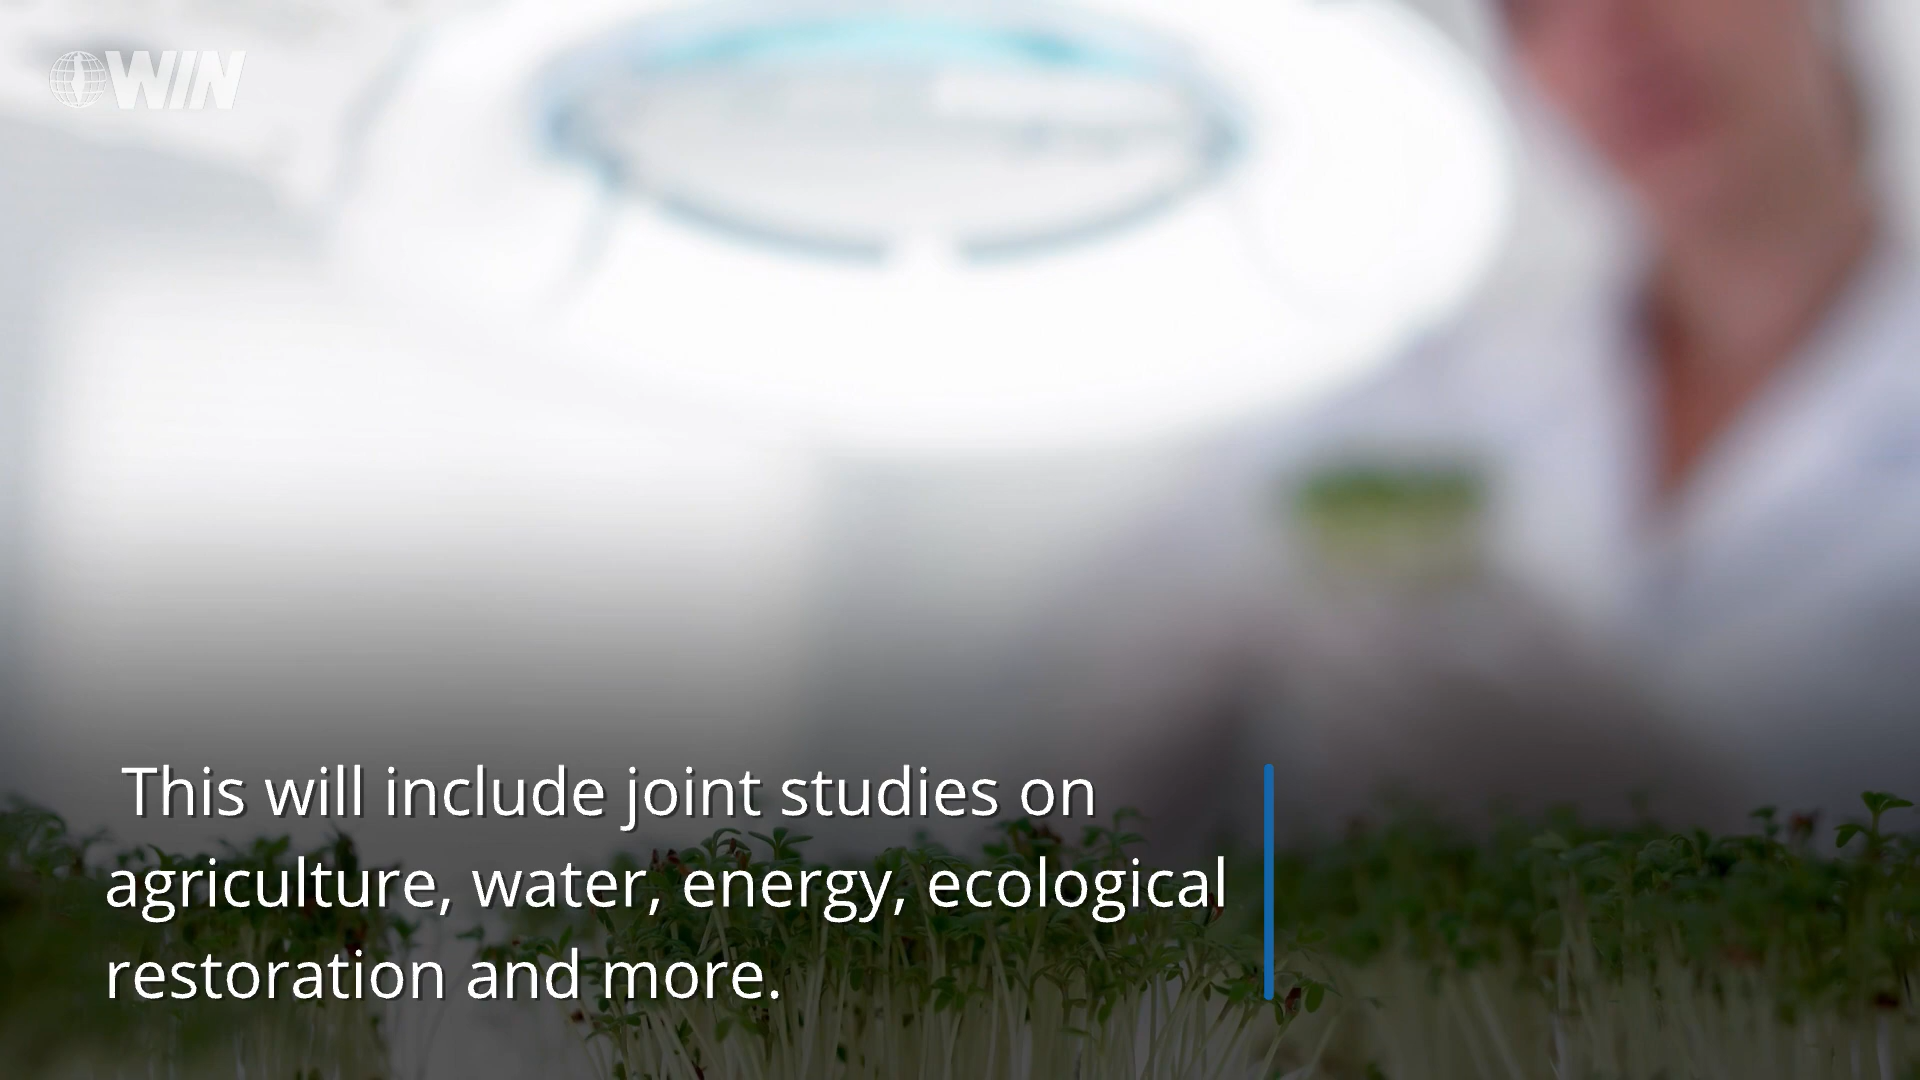 WIN
This will include joint studies on
agriculture, water, energy, ecological
restoration and more.